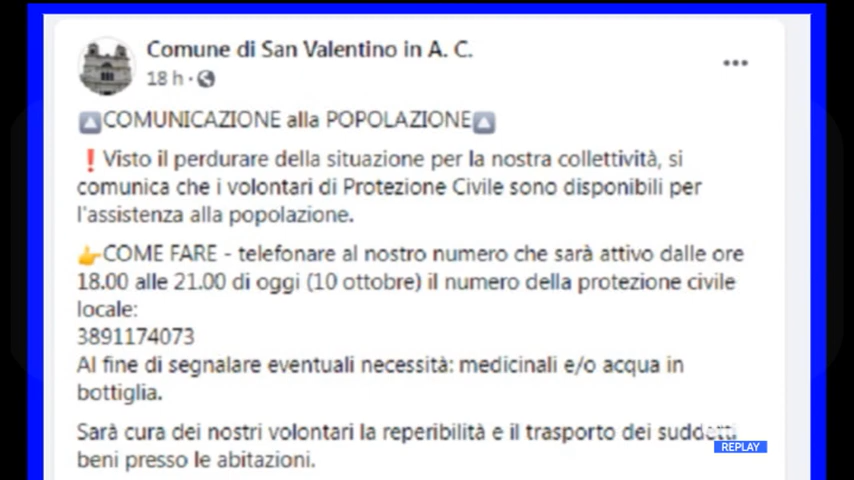 Comune di San Valentino in A. C.
18 h ·
COMUNICAZIONE alla POPOLAZIONE
Visto il perdurare della situazione per la nostra collettività, si
comunica che i volontari di Protezione Civile sono disponibili per
l'assistenza alla popolazione.
COME FARE - telefonare al nostro numero che sarà attivo dalle ore
18.00 alle 21.00 di oggi (10 ottobre) il numero della protezione civile
locale:
3891174073
Al fine di segnalare eventuali necessità: medicinali e/o acqua in
bottiglia.
Sarà cura dei nostri volontari la reperibilità e il trasporto dei suddetti
REPLAY
beni presso le abitazioni.